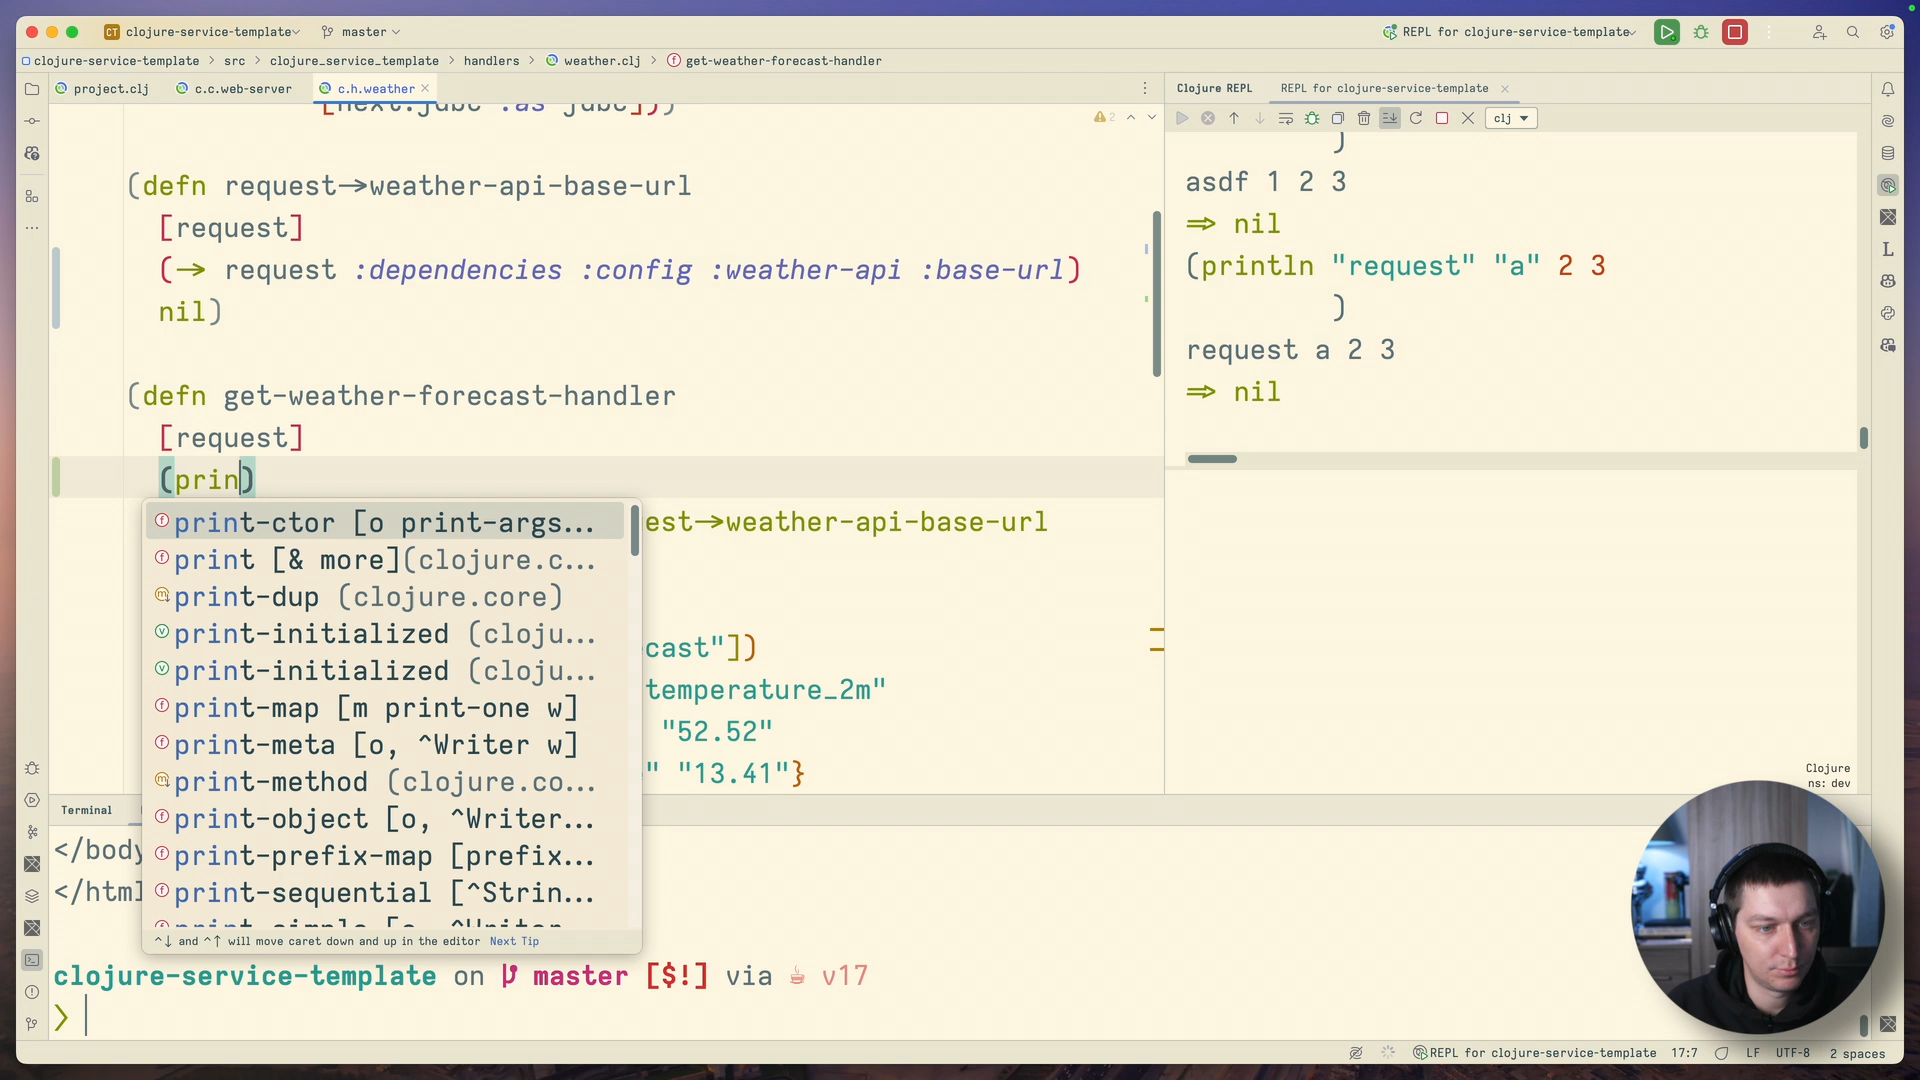 CT clojure-service-template master
REPL for clojure-service-template
clojure-service-template > src > clojure_service_template > handlers > weather.clj > get-weather-forecast-handler
project.clj c.c.web-server c.h.weather
Clojure REPL REPL for clojure-service-template
2
clj
(defn request->weather-api-base-url
[request]
(-> request :dependencies :config :weather-api :base-url)
nil)
(defn get-weather-forecast-handler
[request]
(prin)
est->weather-api-base-url
cast"])
temperature_2m"
"52.52"
" "13.41"}
print-ctor [o print-args...
print [& more](clojure.c...
print-dup (clojure.core)
print-initialized (cloju...
print-initialized (cloju...
print-map [m print-one w]
print-meta [o, ^Writer w]
print-method (clojure.co...
print-object [o, ^Writer...
print-prefix-map [prefix...
print-sequential [^Strin...
^↓ and ^↑ will move caret down and up in the editor Next Tip
)
asdf 1 2 3
=> nil
(println "request" "a" 2 3
)
request a 2 3
=> nil
Clojure
ns: dev
Terminal
</body
</html
clojure-service-template on master [$!] via v17
❯
REPL for clojure-service-template 17:7 LF UTF-8 2 spaces